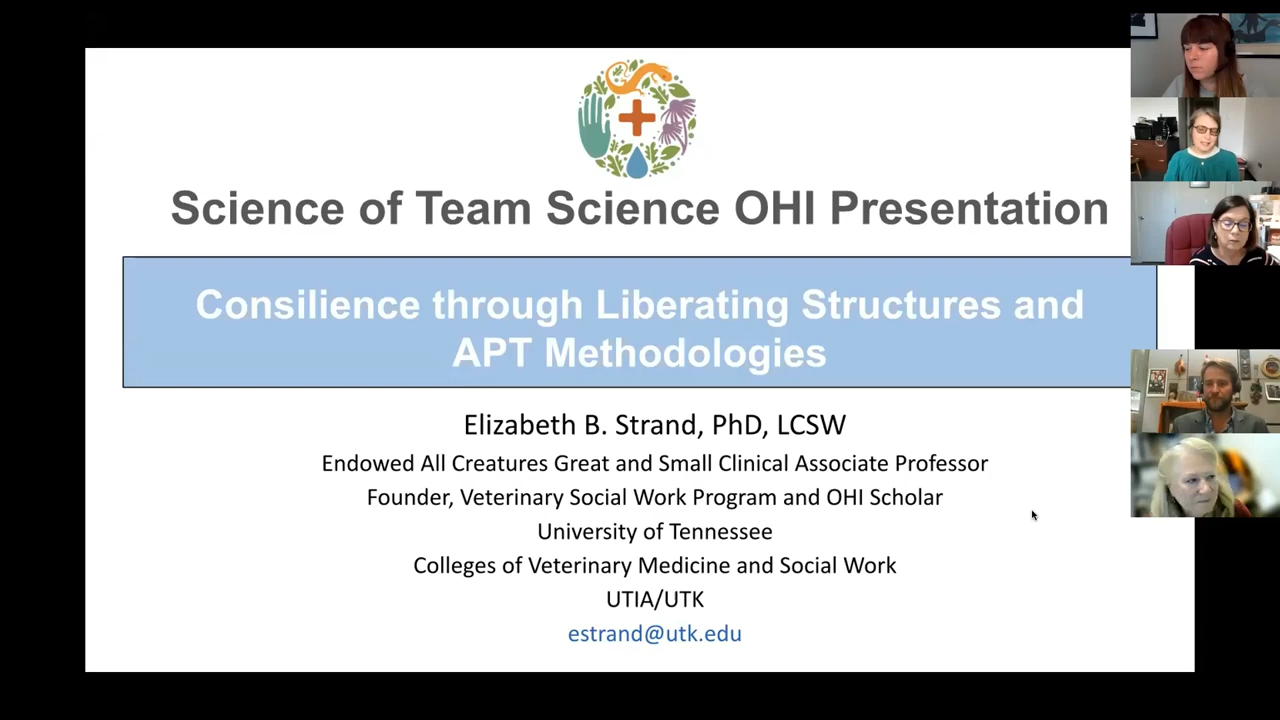 Science of Team Science OHI Presentation
Consilience through Liberating Structures and
APT Methodologies
Elizabeth B. Strand, PhD, LCSW
Endowed All Creatures Great and Small Clinical Associate Professor
Founder, Veterinary Social Work Program and OHI Scholar
University of Tennessee
Colleges of Veterinary Medicine and Social Work
UTIA/UTK
estrand@utk.edu